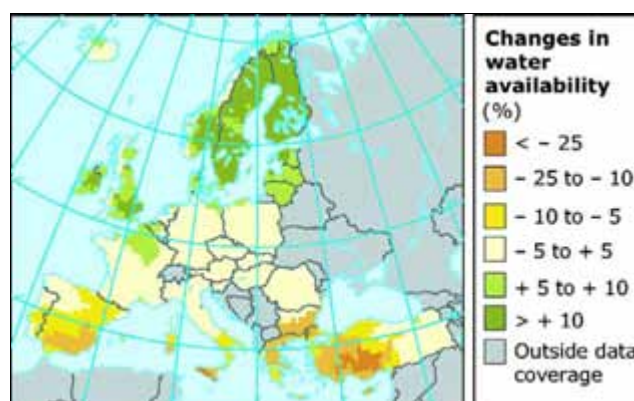 Changes in
water
availability
(%)
< – 25
– 25 to – 10
– 10 to – 5
– 5 to + 5
+ 5 to + 10
> + 10
Outside data
coverage